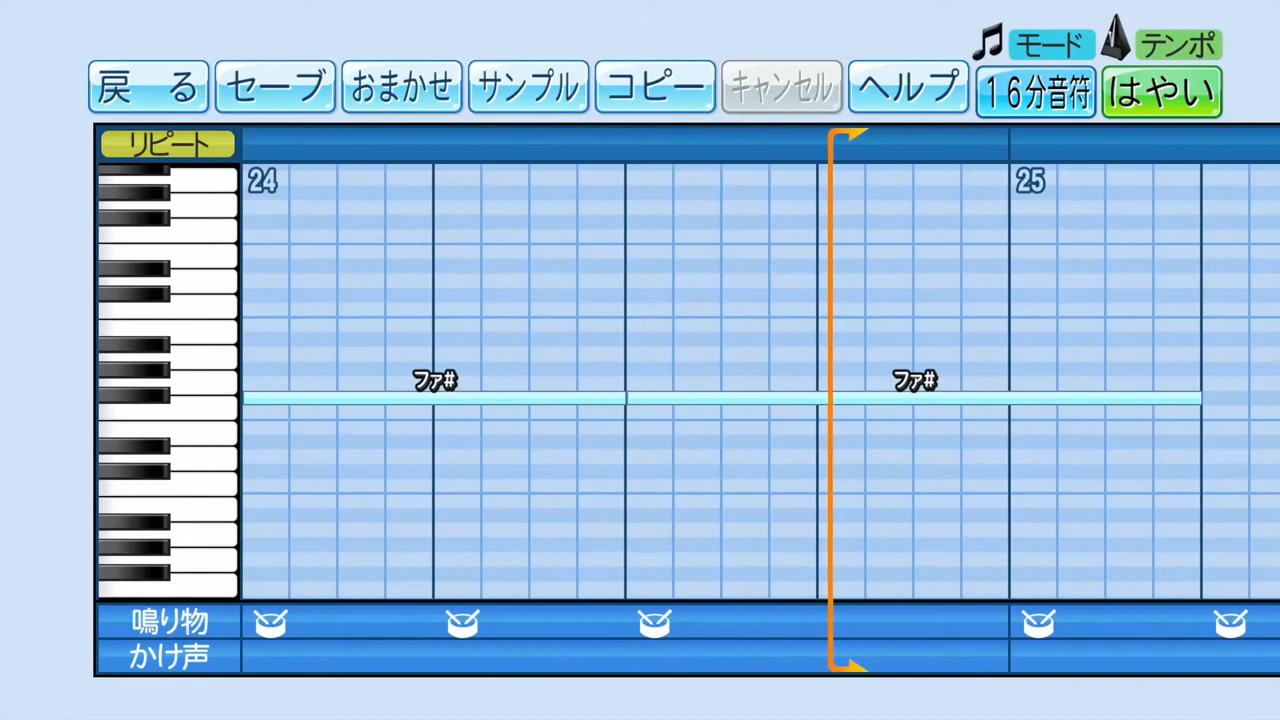 モード テンポ
戻る セーブ おまかせ サンプル コピー キャンセル ヘルプ 16分音符 はやい
リピート
24 25
ファ# ファ#
鳴り物
かけ声